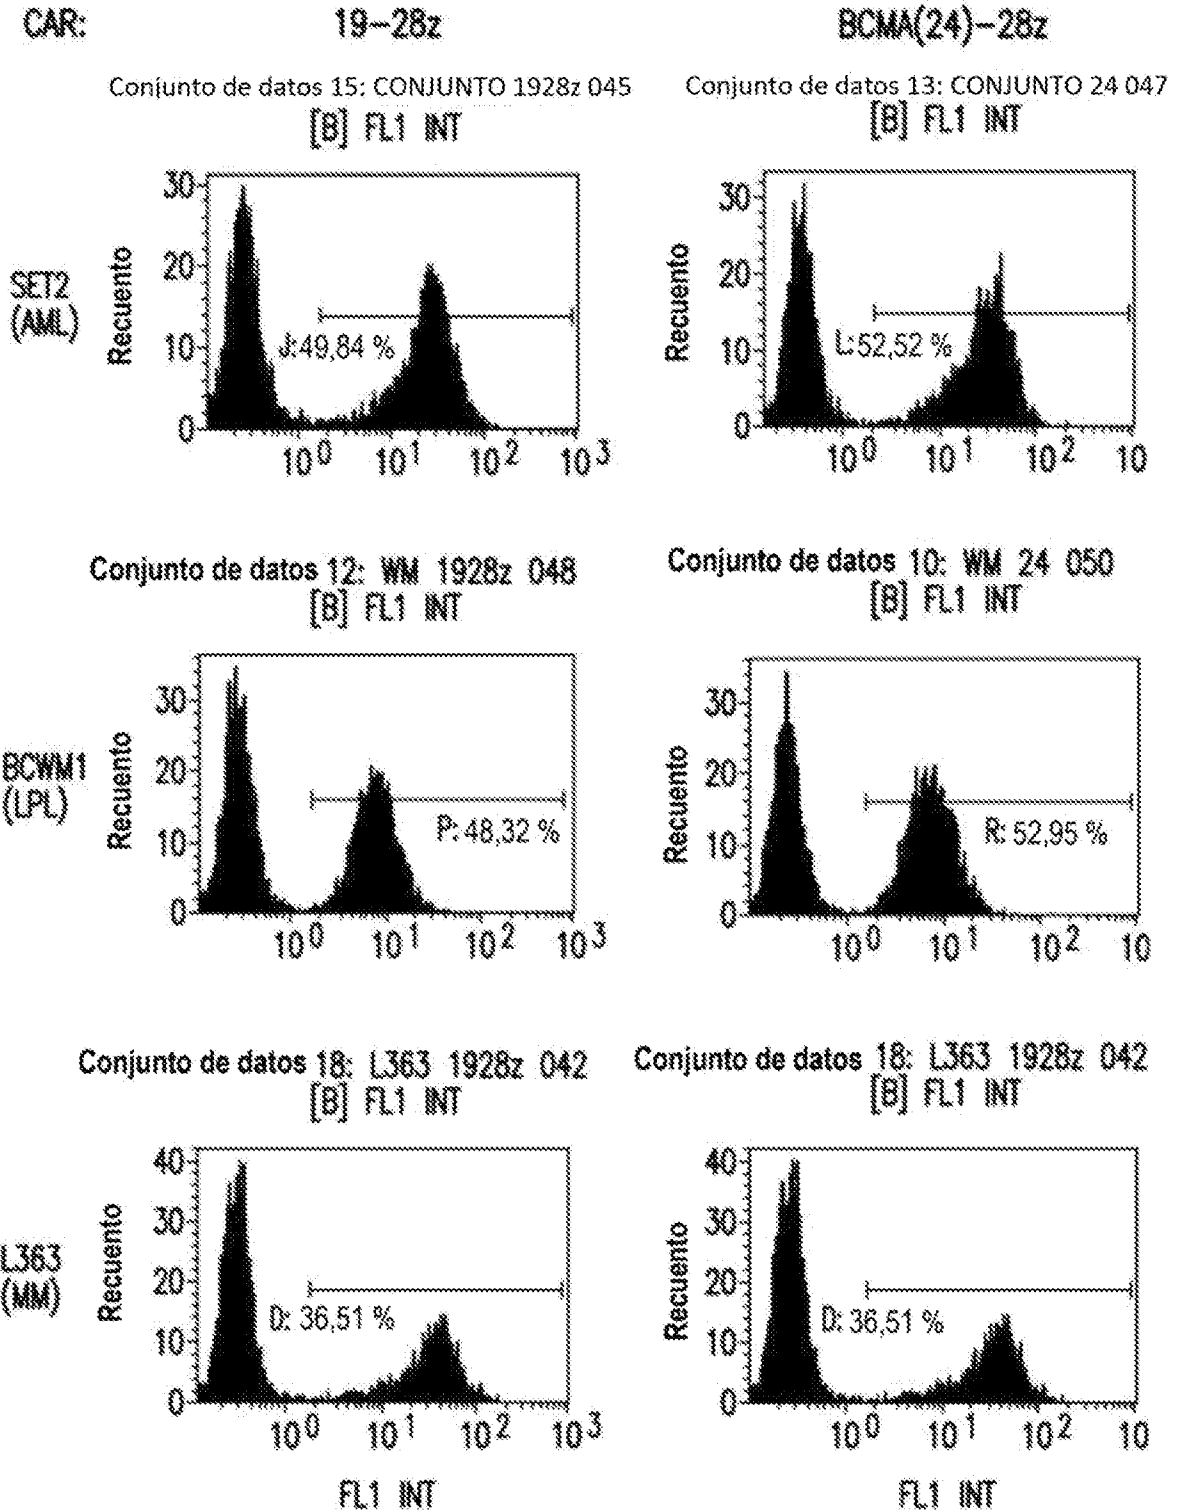 CAR: 19-28z BCMA(24)-28z
Conjunto de datos 15: CONJUNTO 1928z 045
[B] FL1 INT
Conjunto de datos 13: CONJUNTO 24 047
[B] FL1 INT
SET2
(AML)
Recuento
30
20
10
0
J:49,84 %
10^0 10^1 10^2 10^3
Recuento
30
20
10
0
L:52,52 %
10^0 10^1 10^2 10
Conjunto de datos 12: WM 1928z 048
[B] FL1 INT
Conjunto de datos 10: WM 24 050
[B] FL1 INT
BCWM1
(LPL)
Recuento
30
20
10
0
P: 48,32 %
10^0 10^1 10^2 10^3
Recuento
30
20
10
0
R: 52,95 %
10^0 10^1 10^2 10
Conjunto de datos 18: L363 1928z 042
[B] FL1 INT
Conjunto de datos 18: L363 1928z 042
[B] FL1 INT
L363
(MM)
Recuento
40
30
20
10
0
D: 36,51 %
10^0 10^1 10^2 10^3
FL1 INT
Recuento
40
30
20
10
0
D: 36,51 %
10^0 10^1 10^2 10
FL1 INT